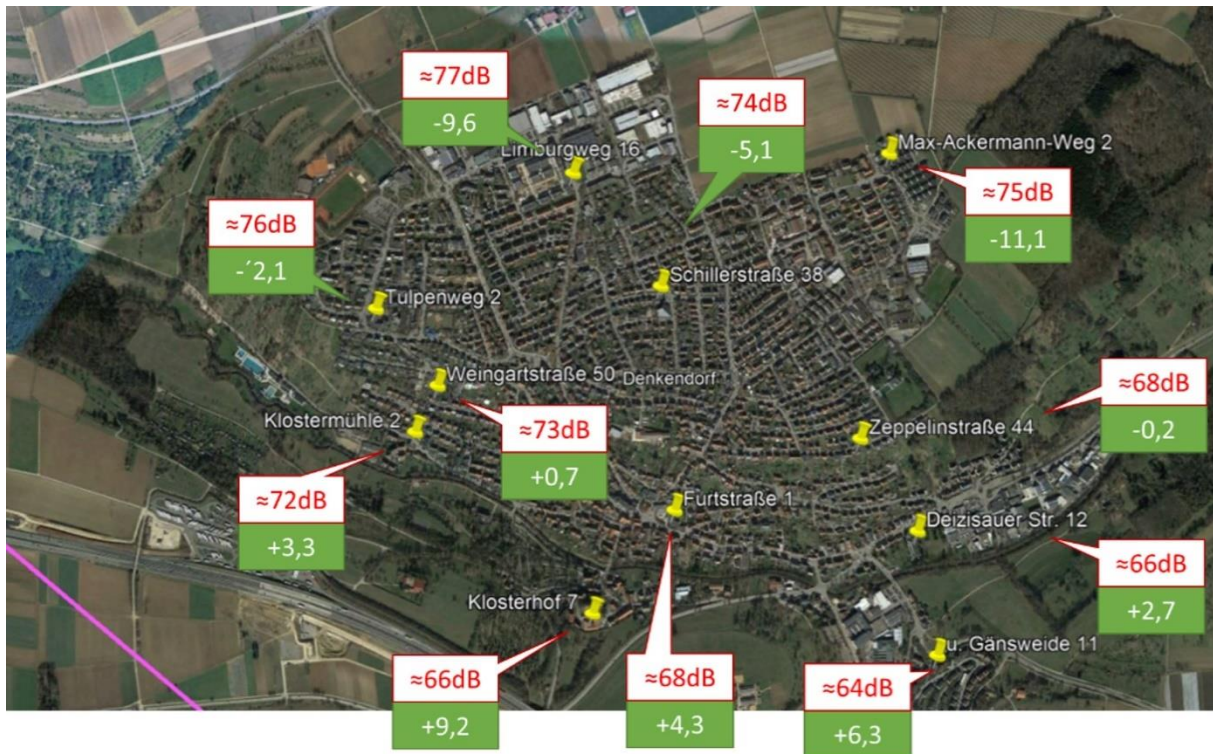 ≈77dB
-9,6
Limburgweg 16
≈74dB
-5,1
Max-Ackermann-Weg 2
≈75dB
-11,1
≈76dB
-´2,1
Tulpenweg 2
Schillerstraße 38
Weingartstraße 50
Denkendorf
≈73dB
+0,7
Klostermühle 2
≈72dB
+3,3
Zeppelinstraße 44
≈68dB
-0,2
Furtstraße 1
≈68dB
+4,3
Deizisauer Str. 12
≈66dB
+2,7
Klosterhof 7
≈66dB
+9,2
u. Gänsweide 11
≈64dB
+6,3